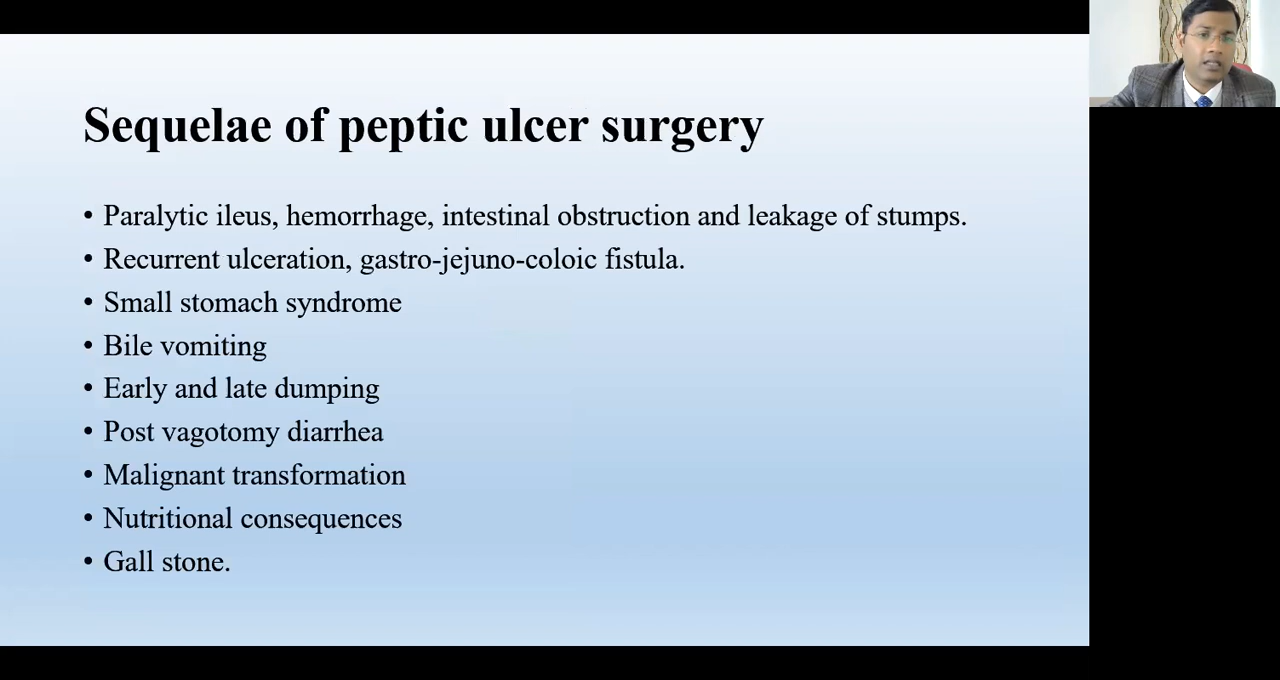 Sequelae of peptic ulcer surgery
• Paralytic ileus, hemorrhage, intestinal obstruction and leakage of stumps.
• Recurrent ulceration, gastro-jejuno-coloic fistula.
• Small stomach syndrome
• Bile vomiting
• Early and late dumping
• Post vagotomy diarrhea
• Malignant transformation
• Nutritional consequences
• Gall stone.